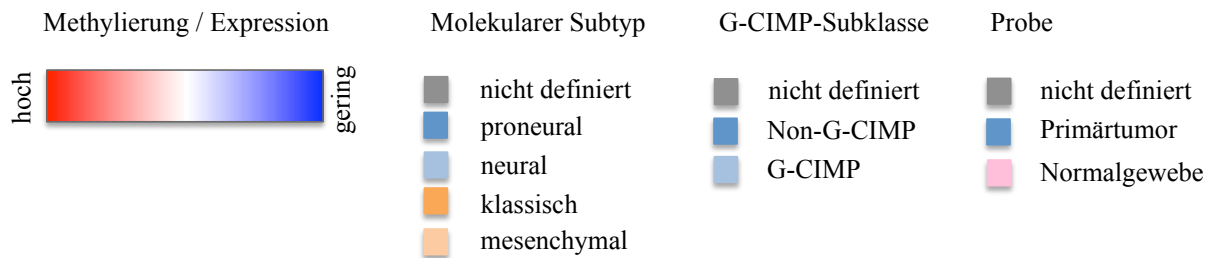 Methylierung / Expression
hoch
gering
Molekularer Subtyp
nicht definiert
proneural
neural
klassisch
mesenchymal
G-CIMP-Subklasse
nicht definiert
Non-G-CIMP
G-CIMP
Probe
nicht definiert
Primärtumor
Normalgewebe